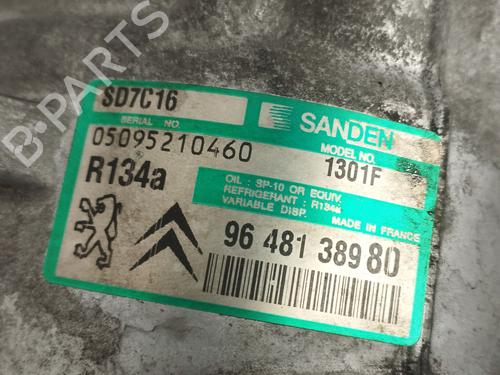 B-PARTS
SD7C16
SANDEN
SERIAL NO.
MODEL NO.
05095210460
1301F
R134a
OIL : SP-10 OR EQUIV.
REFRIGERANT : R134a
VARIABLE DISP.
MADE IN FRANCE
96 481 389 80